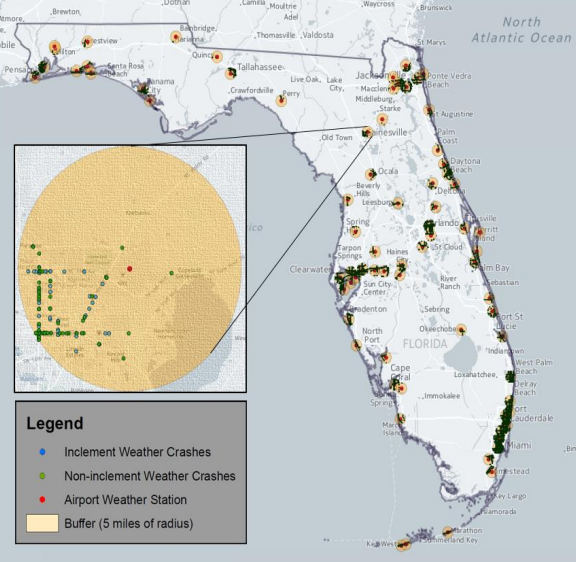 Brewton,
Dothan
Camilla
Moultrie
Adel
Waycross
Brunswick
North
Atlantic Ocean
Atmore,
Bainbridge,
Thomasville
Valdosta
St Marys
Crestview
Marianna
Milton
Quincy
Tallahassee
Jacksonville
Ponte Vedra
Beach
Santa Rosa
Beach
Live Oak,
Lake
City,
Macclenny
Middleburg,
Panama
City
Crawfordville
Perry
Starke
St Augustine
Old Town
Gainesville
Palm
Coast
Ocala
Daytona
Beach
Beverly
Hills
Leesburg
Deltona
Spring
Hill
Orlando
Titusville
Merritt
Island
Tarpon
Springs
Haines
City
St Cloud
Clearwater
Palm Bay
Sun City
Center
River
Ranch
Sebastian
Bradenton
Sebring
Port St
Lucie
North
Port
Okeechobee
FLORIDA
Indiantown
Cape
Coral
Loxahatchee,
West Palm
Beach
Delray
Beach
Immokalee
Fort
Lauderdale
Marco
Island
Miami
Homestead
Key Largo
Islamorada
Marathon
Summerland Key
Key West
Legend
Inclement Weather Crashes
Non-inclement Weather Crashes
Airport Weather Station
Buffer (5 miles of radius)